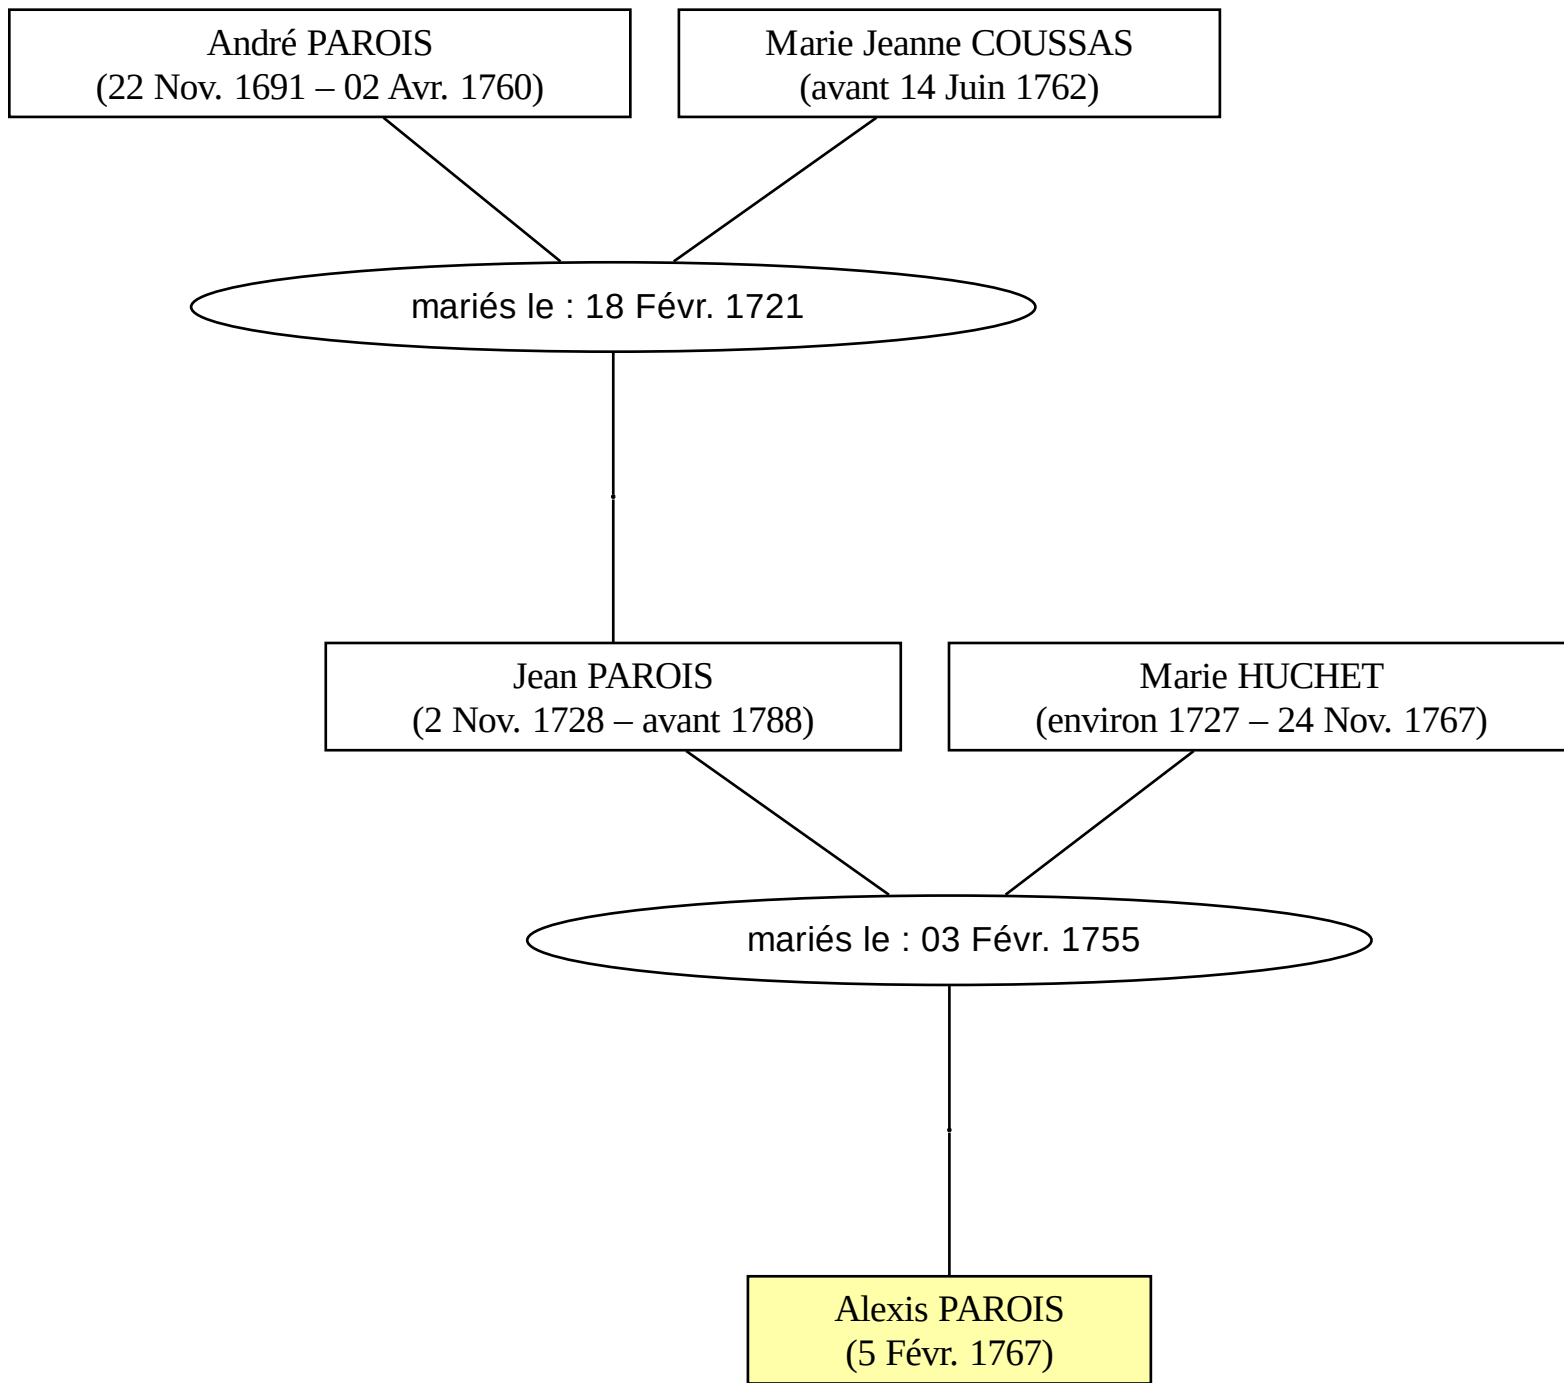 André PAROIS
(22 Nov. 1691 – 02 Avr. 1760)
Marie Jeanne COUSSAS
(avant 14 Juin 1762)
mariés le : 18 Févr. 1721
Jean PAROIS
(2 Nov. 1728 – avant 1788)
Marie HUCHET
(environ 1727 – 24 Nov. 1767)
mariés le : 03 Févr. 1755
Alexis PAROIS
(5 Févr. 1767)